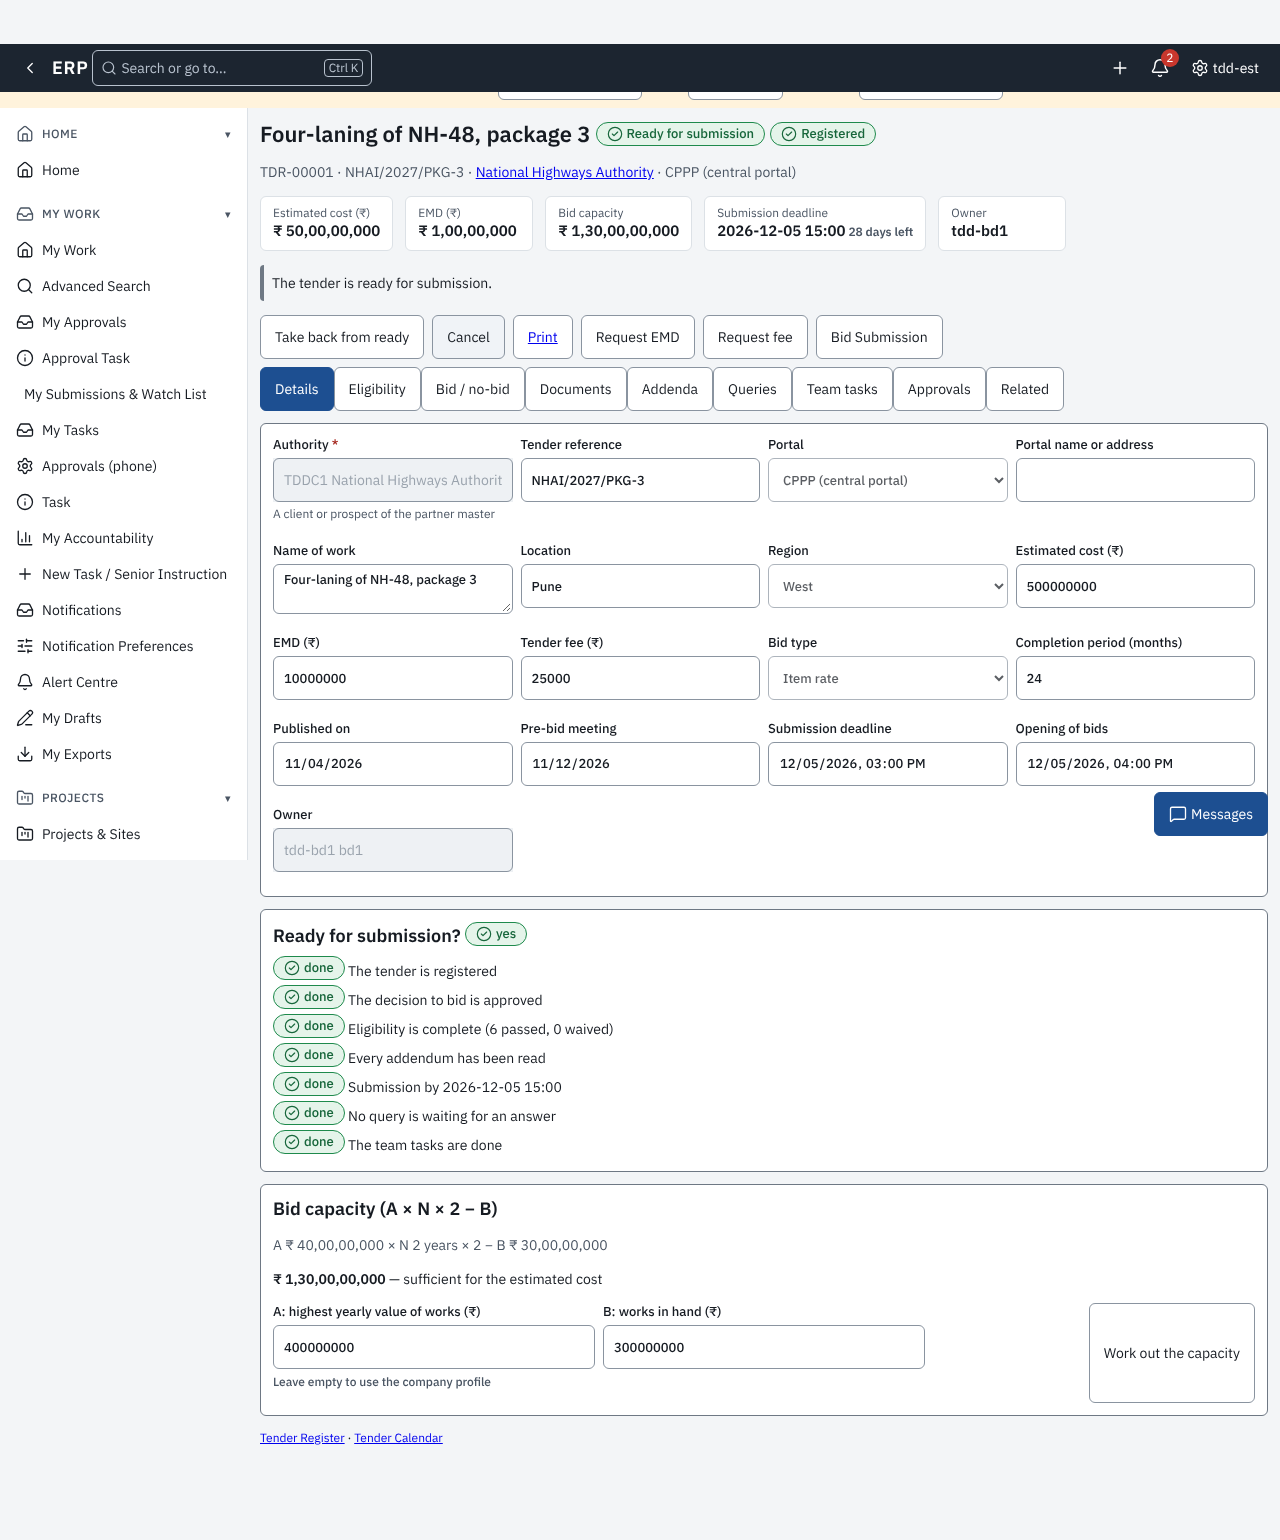 ERP
Search or go to...
Ctrl K
2
tdd-est
HOME
Home
MY WORK
My Work
Advanced Search
My Approvals
Approval Task
My Submissions & Watch List
My Tasks
Approvals (phone)
Task
My Accountability
New Task / Senior Instruction
Notifications
Notification Preferences
Alert Centre
My Drafts
My Exports
PROJECTS
Projects & Sites
Four-laning of NH-48, package 3 Ready for submission Registered
TDR-00001 · NHAI/2027/PKG-3 · National Highways Authority · CPPP (central portal)
Estimated cost (₹)
₹ 50,00,00,000
EMD (₹)
₹ 1,00,00,000
Bid capacity
₹ 1,30,00,00,000
Submission deadline
2026-12-05 15:00 28 days left
Owner
tdd-bd1
The tender is ready for submission.
Take back from ready Cancel Print Request EMD Request fee Bid Submission
Details Eligibility Bid / no-bid Documents Addenda Queries Team tasks Approvals Related
Authority * Tender reference Portal Portal name or address
TDDC1 National Highways Authorit NHAI/2027/PKG-3 CPPP (central portal)
A client or prospect of the partner master
Name of work Location Region Estimated cost (₹)
Four-laning of NH-48, package 3 Pune West 500000000
EMD (₹) Tender fee (₹) Bid type Completion period (months)
10000000 25000 Item rate 24
Published on Pre-bid meeting Submission deadline Opening of bids
11/04/2026 11/12/2026 12/05/2026, 03:00 PM 12/05/2026, 04:00 PM
Owner
tdd-bd1 bd1
Messages
Ready for submission? yes
done The tender is registered
done The decision to bid is approved
done Eligibility is complete (6 passed, 0 waived)
done Every addendum has been read
done Submission by 2026-12-05 15:00
done No query is waiting for an answer
done The team tasks are done
Bid capacity (A × N × 2 − B)
A ₹ 40,00,00,000 × N 2 years × 2 − B ₹ 30,00,00,000
₹ 1,30,00,00,000 — sufficient for the estimated cost
A: highest yearly value of works (₹) B: works in hand (₹)
400000000 300000000
Work out the capacity
Leave empty to use the company profile
Tender Register · Tender Calendar